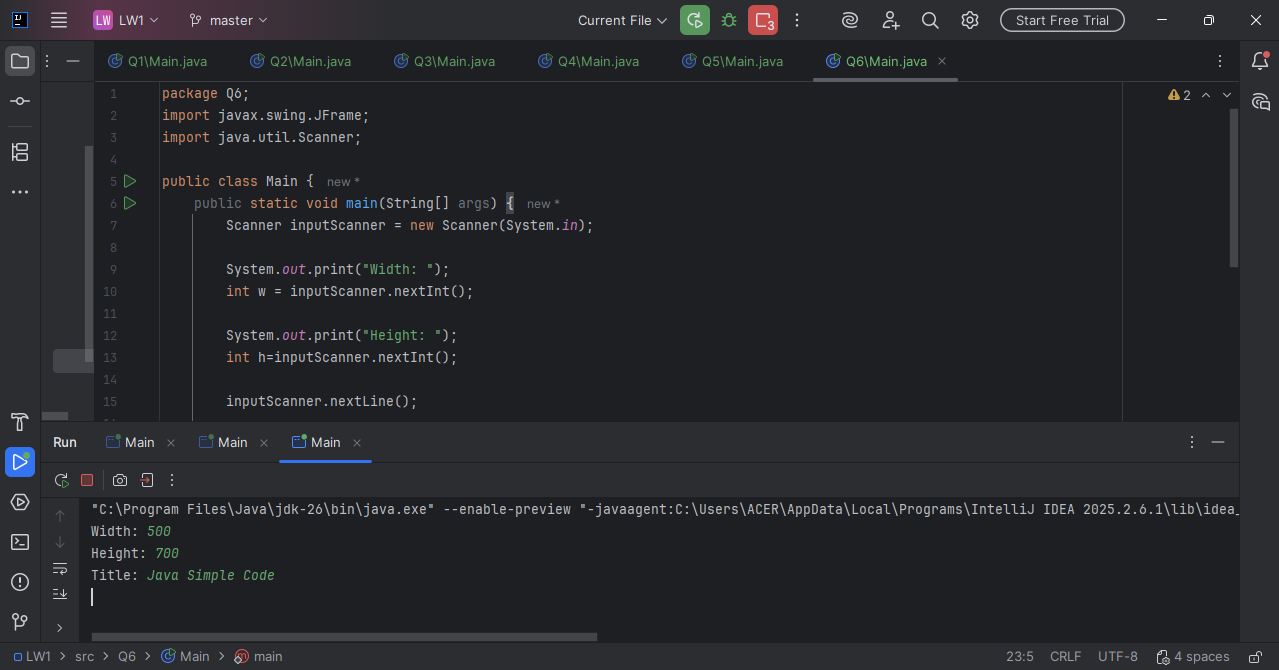 LW LW1 master Current File 3 Start Free Trial
Q1\Main.java Q2\Main.java Q3\Main.java Q4\Main.java Q5\Main.java Q6\Main.java
2
1 package Q6;
2 import javax.swing.JFrame;
3 import java.util.Scanner;
4
5 public class Main { new *
6 public static void main(String[] args) { new *
7 Scanner inputScanner = new Scanner(System.in);
8
9 System.out.print("Width: ");
10 int w = inputScanner.nextInt();
11
12 System.out.print("Height: ");
13 int h=inputScanner.nextInt();
14
15 inputScanner.nextLine();
Run Main Main Main
"C:\Program Files\Java\jdk-26\bin\java.exe" --enable-preview "-javaagent:C:\Users\ACER\AppData\Local\Programs\IntelliJ IDEA 2025.2.6.1\lib\idea_
Width: 500
Height: 700
Title: Java Simple Code
LW1 src Q6 Main main 23:5 CRLF UTF-8 4 spaces